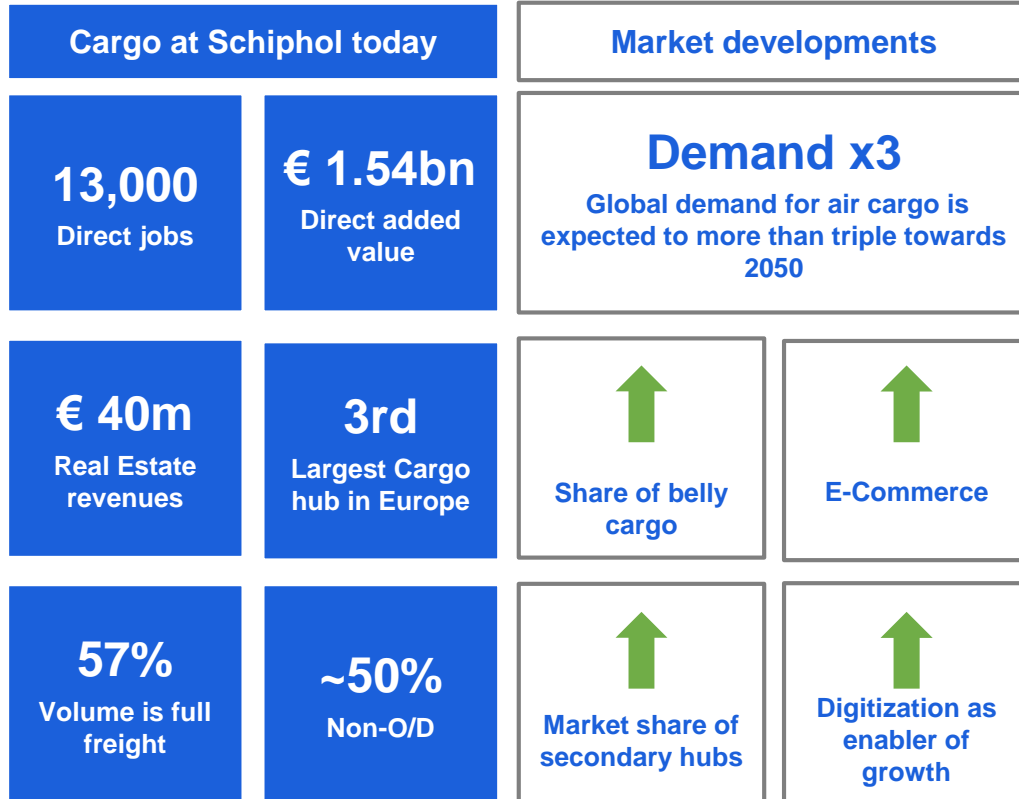 Cargo at Schiphol today
Market developments
13,000
Direct jobs
€ 1.54bn
Direct added
value
Demand x3
Global demand for air cargo is
expected to more than triple towards
2050
€ 40m
Real Estate
revenues
3rd
Largest Cargo
hub in Europe
Share of belly
cargo
E-Commerce
57%
Volume is full
freight
~50%
Non-O/D
Market share of
secondary hubs
Digitization as
enabler of
growth